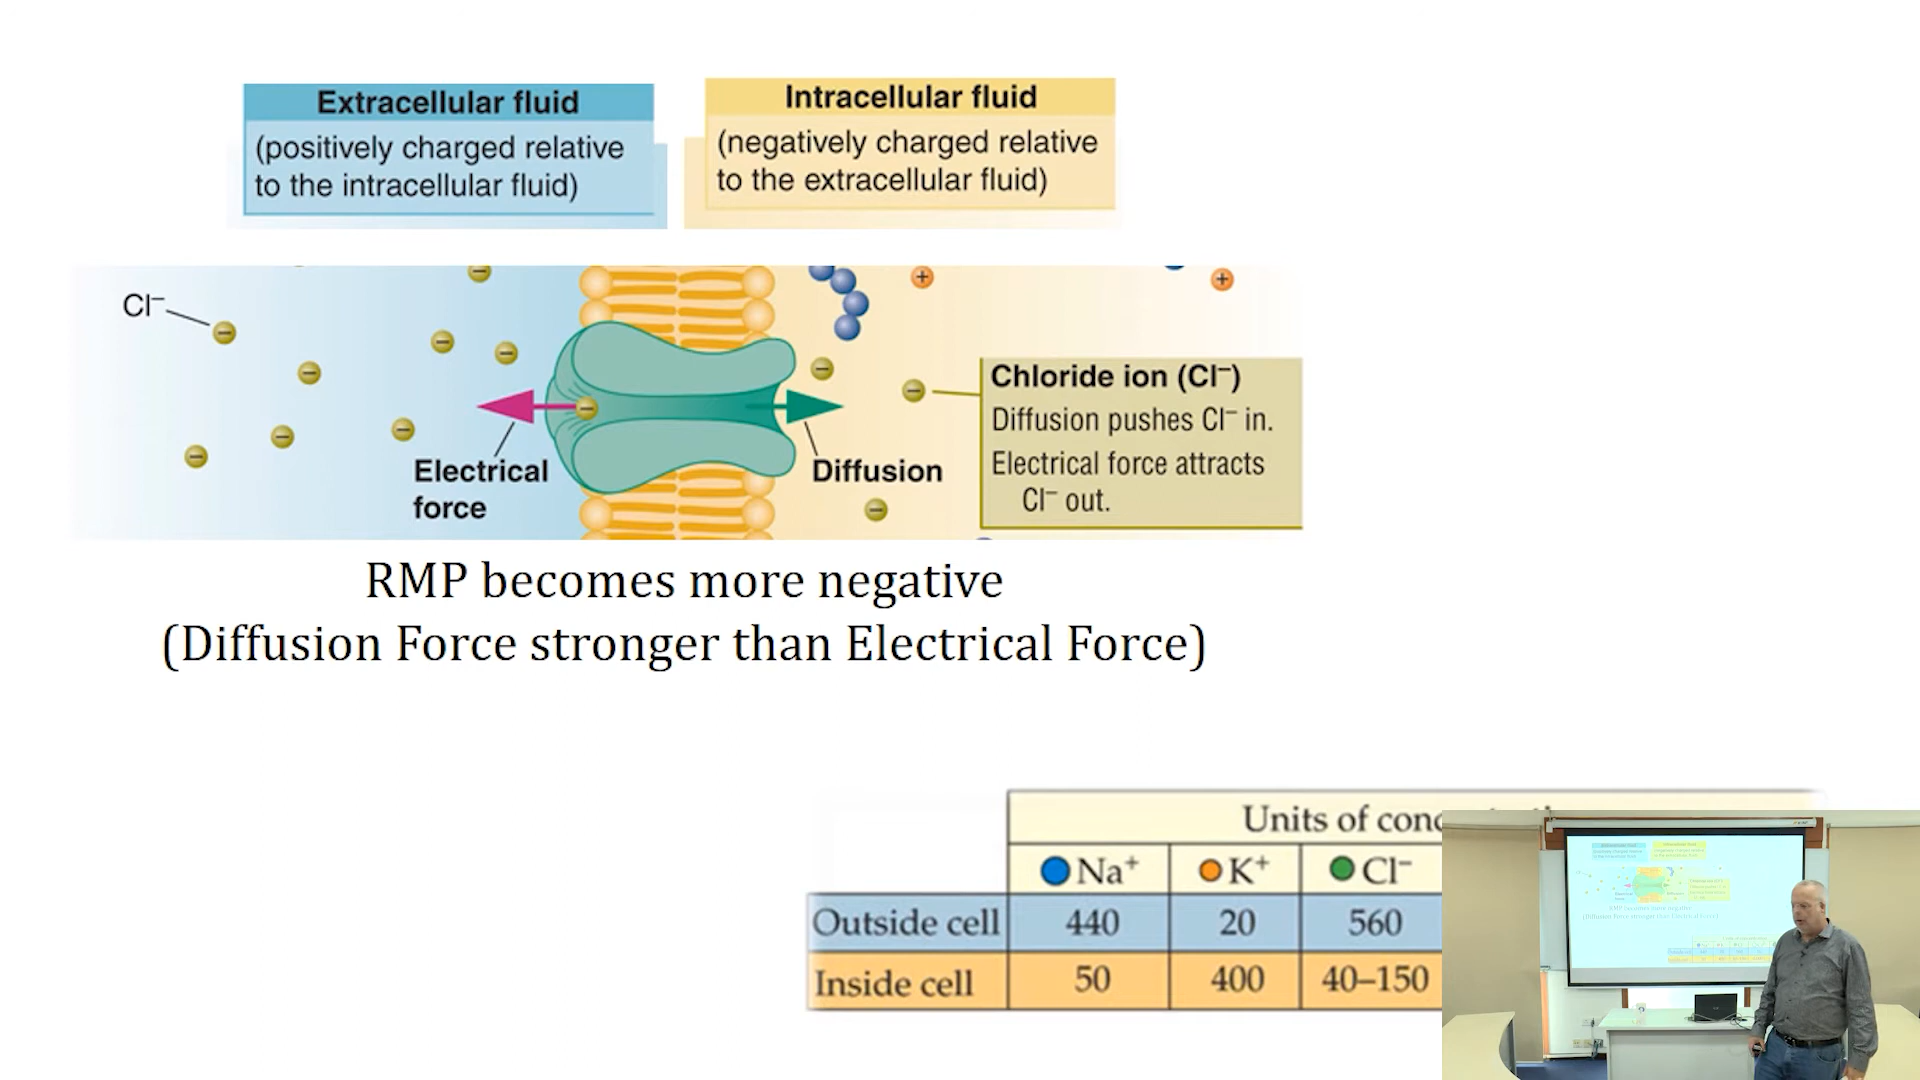 Extracellular fluid
(positively charged relative
to the intracellular fluid)
Intracellular fluid
(negatively charged relative
to the extracellular fluid)
Cl⁻
Electrical
force
Diffusion
Chloride ion (Cl⁻)
Diffusion pushes Cl⁻ in.
Electrical force attracts
Cl⁻ out.
RMP becomes more negative
(Diffusion Force stronger than Electrical Force)
Units of
Na⁺ K⁺ Cl⁻
Outside cell 440 20 560
Inside cell 50 400 40–150